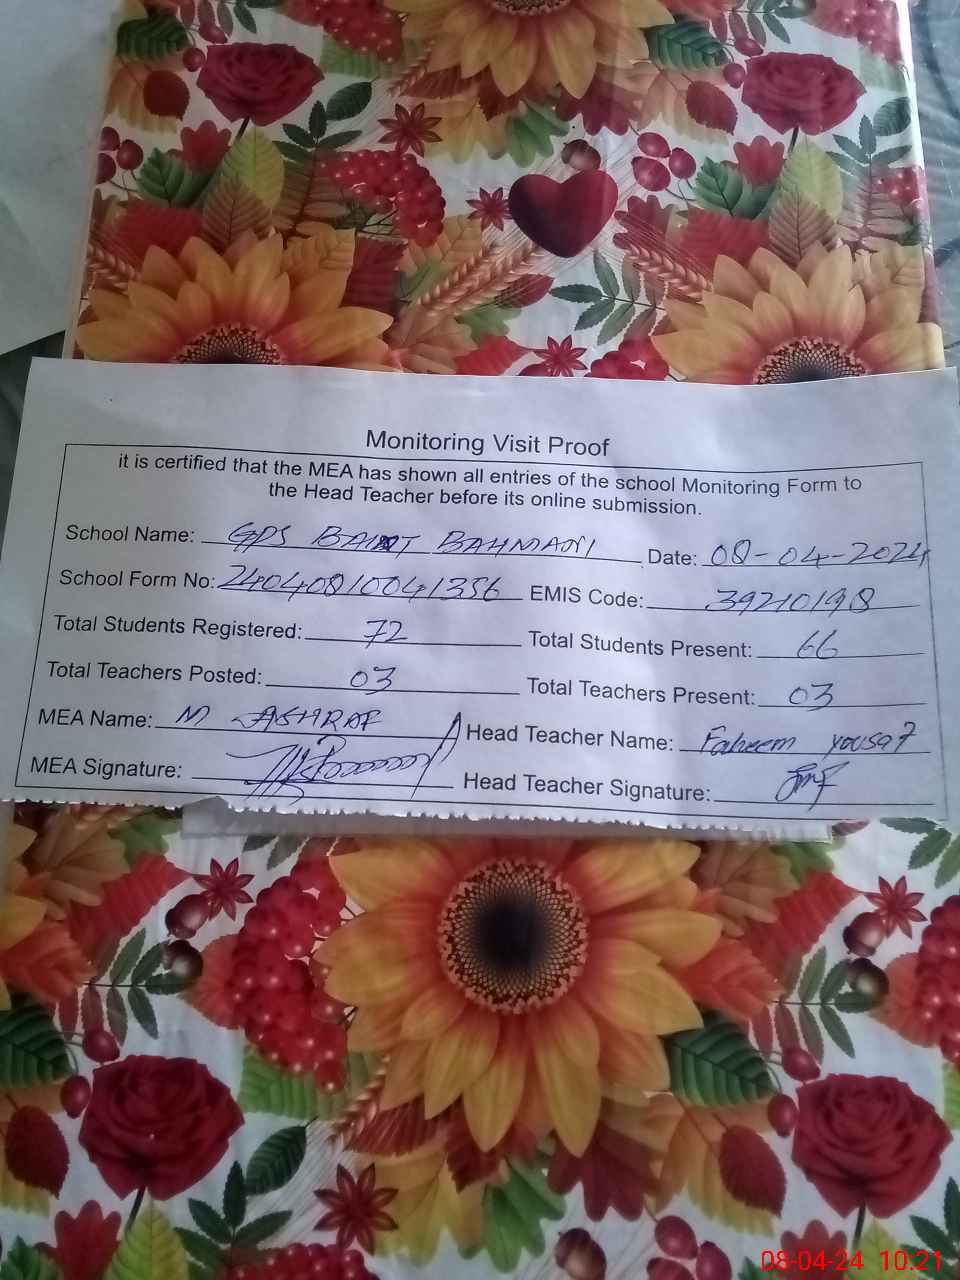 Monitoring Visit Proof
it is certified that the MEA has shown all entries of the school Monitoring Form to
the Head Teacher before its online submission.
School Name: GPS BAHMANI Date: 08-04-2024
School Form No: 24040810041356 EMIS Code: 39210198
Total Students Registered: 72 Total Students Present: 66
Total Teachers Posted: 03 Total Teachers Present: 03
MEA Name: M ASHRAF Head Teacher Name: Faheem yousaf
MEA Signature: Head Teacher Signature:
08-04-24 10:21